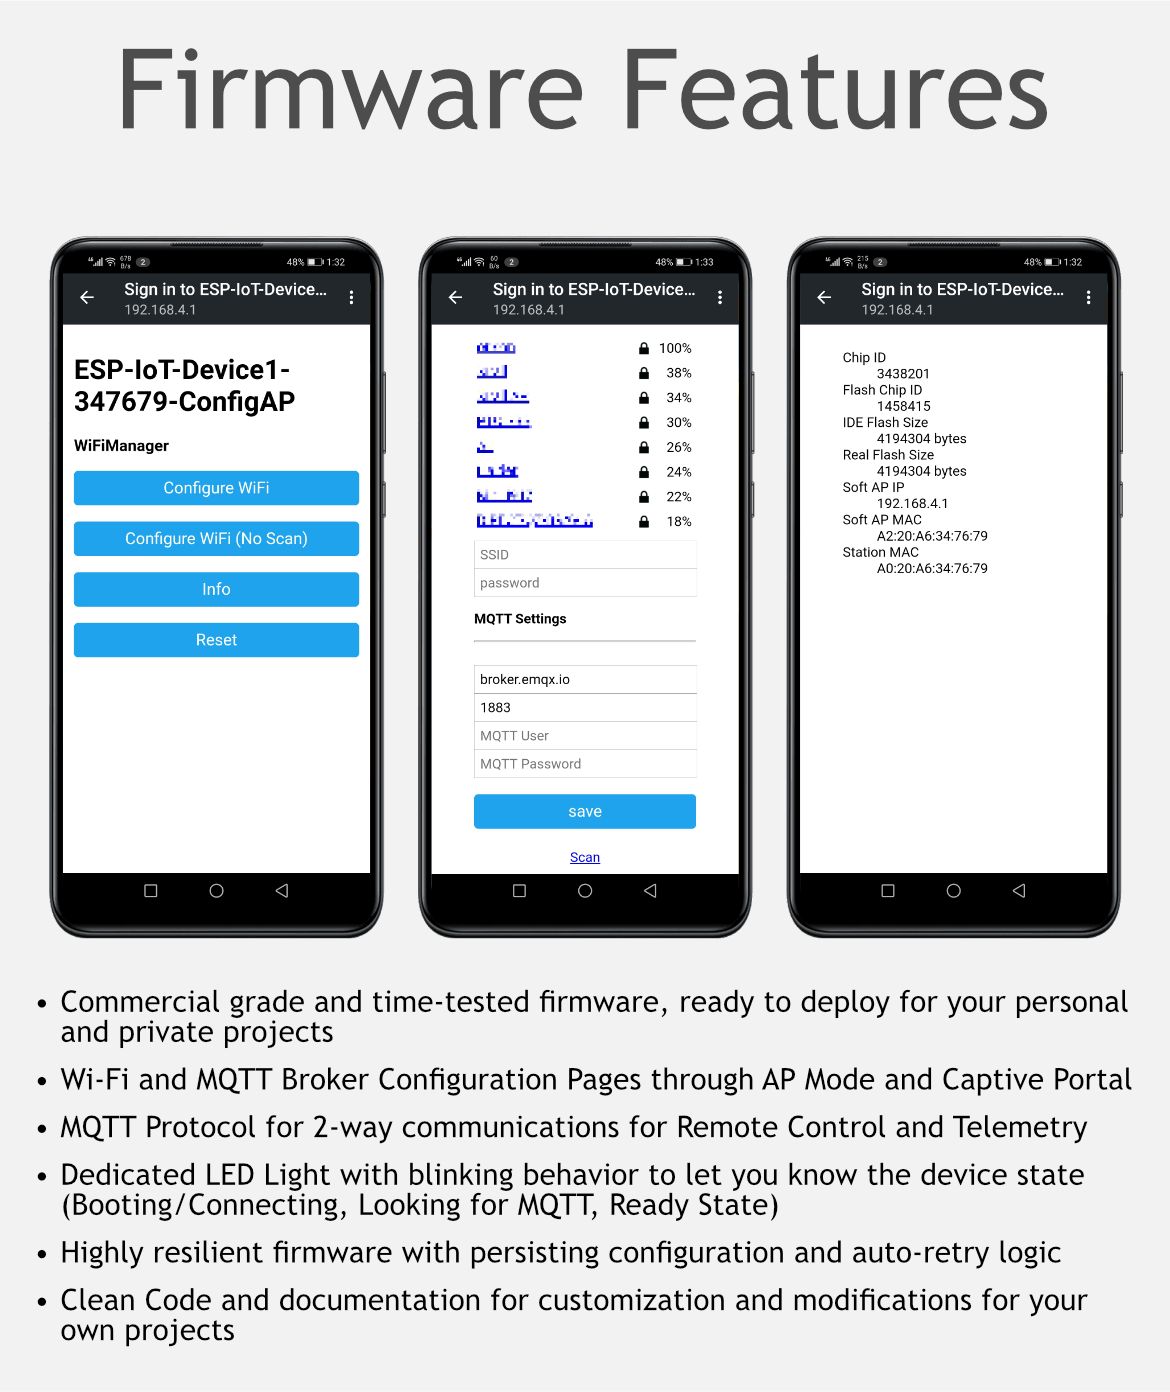 Firmware Features
678
B/s
2
48%
1:32
Sign in to ESP-IoT-Device...
192.168.4.1
ESP-IoT-Device1-
347679-ConfigAP
WiFiManager
Configure WiFi
Configure WiFi (No Scan)
Info
Reset
60
B/s
2
48%
1:33
Sign in to ESP-IoT-Device...
192.168.4.1
100%
38%
34%
30%
26%
24%
22%
18%
SSID
password
MQTT Settings
broker.emqx.io
1883
MQTT User
MQTT Password
save
Scan
215
B/s
2
48%
1:32
Sign in to ESP-IoT-Device...
192.168.4.1
Chip ID
3438201
Flash Chip ID
1458415
IDE Flash Size
4194304 bytes
Real Flash Size
4194304 bytes
Soft AP IP
192.168.4.1
Soft AP MAC
A2:20:A6:34:76:79
Station MAC
A0:20:A6:34:76:79
• Commercial grade and time-tested firmware, ready to deploy for your personal
and private projects
• Wi-Fi and MQTT Broker Configuration Pages through AP Mode and Captive Portal
• MQTT Protocol for 2-way communications for Remote Control and Telemetry
• Dedicated LED Light with blinking behavior to let you know the device state
(Booting/Connecting, Looking for MQTT, Ready State)
• Highly resilient firmware with persisting configuration and auto-retry logic
• Clean Code and documentation for customization and modifications for your
own projects